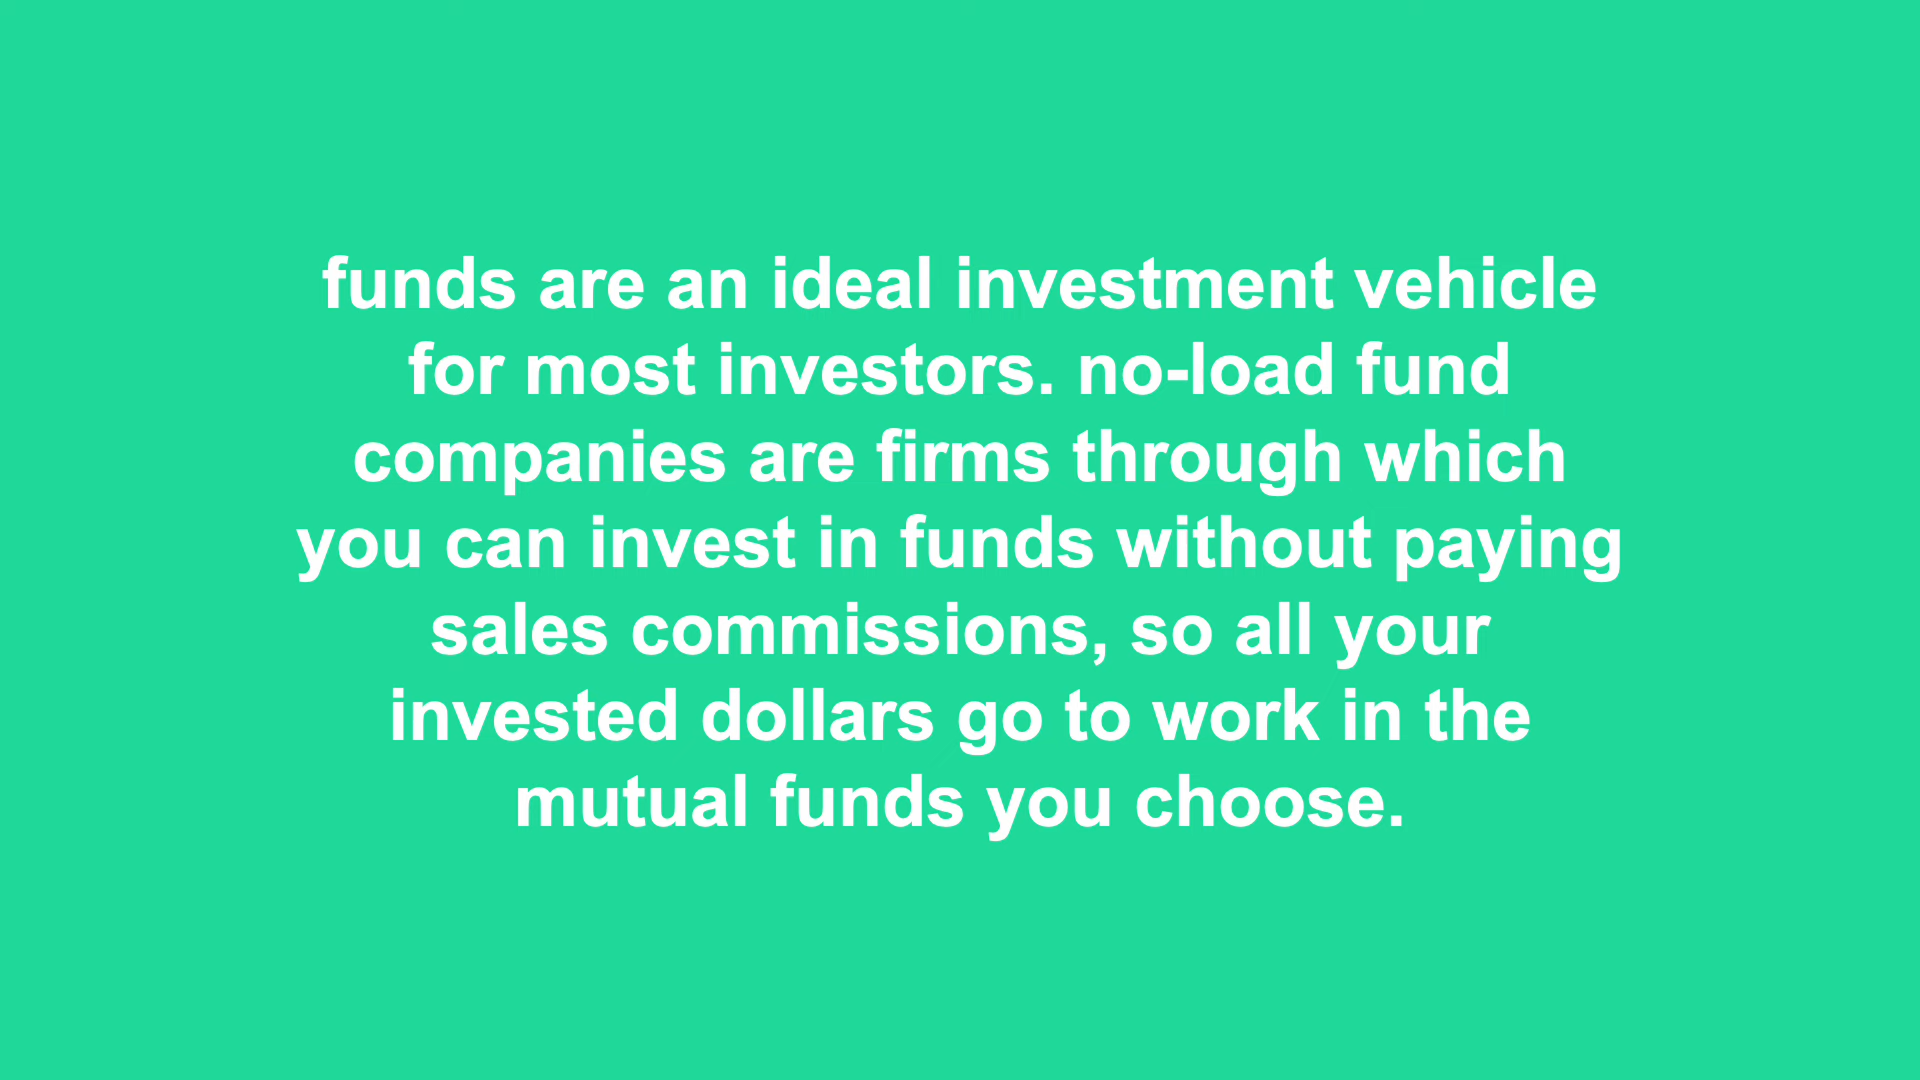 funds are an ideal investment vehicle
for most investors. no-load fund
companies are firms through which
you can invest in funds without paying
sales commissions, so all your
invested dollars go to work in the
mutual funds you choose.